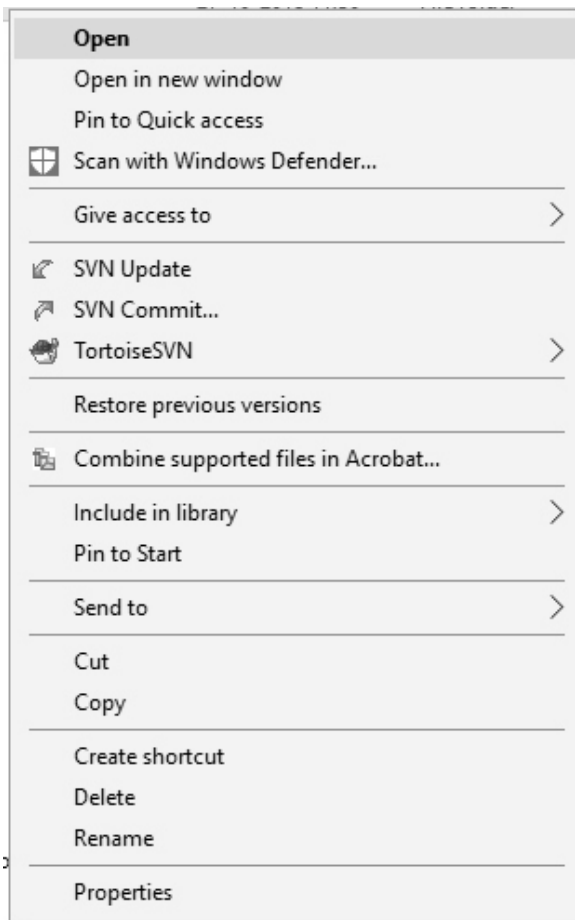 Open
Open in new window
Pin to Quick access
Scan with Windows Defender...
Give access to
SVN Update
SVN Commit...
TortoiseSVN
Restore previous versions
Combine supported files in Acrobat...
Include in library
Pin to Start
Send to
Cut
Copy
Create shortcut
Delete
Rename
Properties